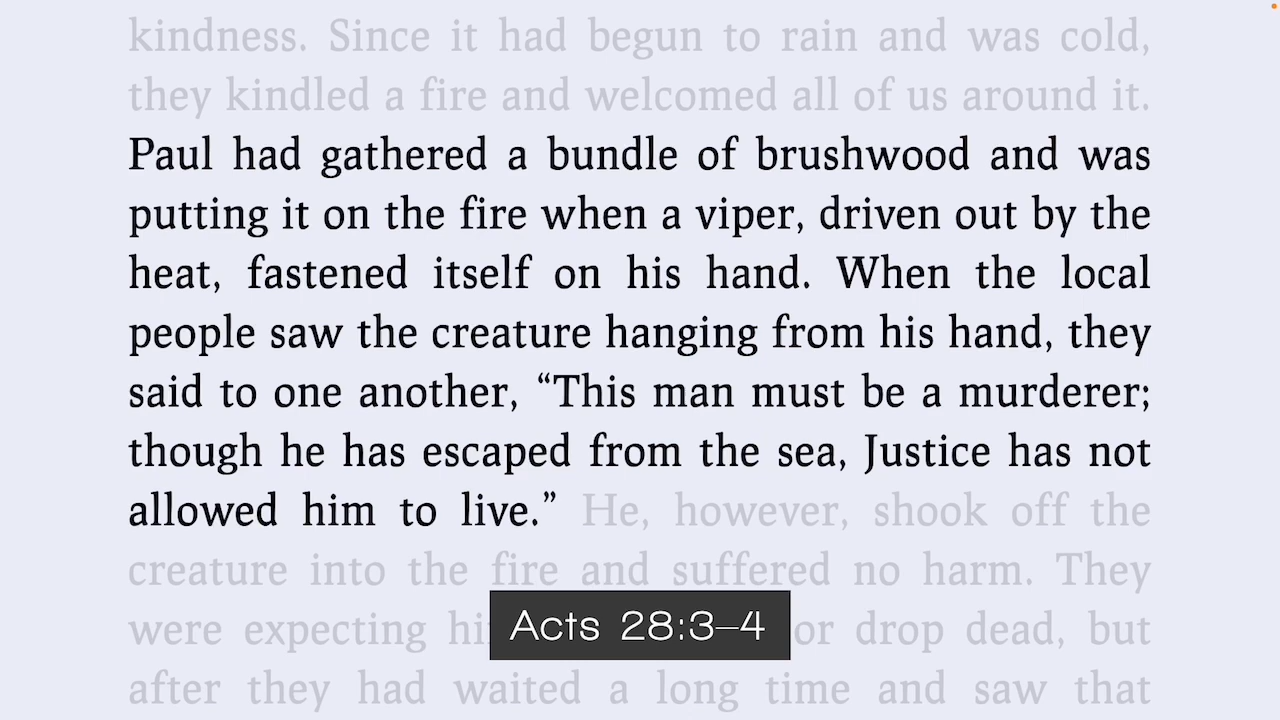 kindness. Since it had begun to rain and was cold,
they kindled a fire and welcomed all of us around it.
Paul had gathered a bundle of brushwood and was
putting it on the fire when a viper, driven out by the
heat, fastened itself on his hand. When the local
people saw the creature hanging from his hand, they
said to one another, “This man must be a murderer;
though he has escaped from the sea, Justice has not
allowed him to live.” He, however, shook off the
creature into the fire and suffered no harm. They
were expecting or drop dead, but
Acts 28:3–4
after they had waited a long time and saw that